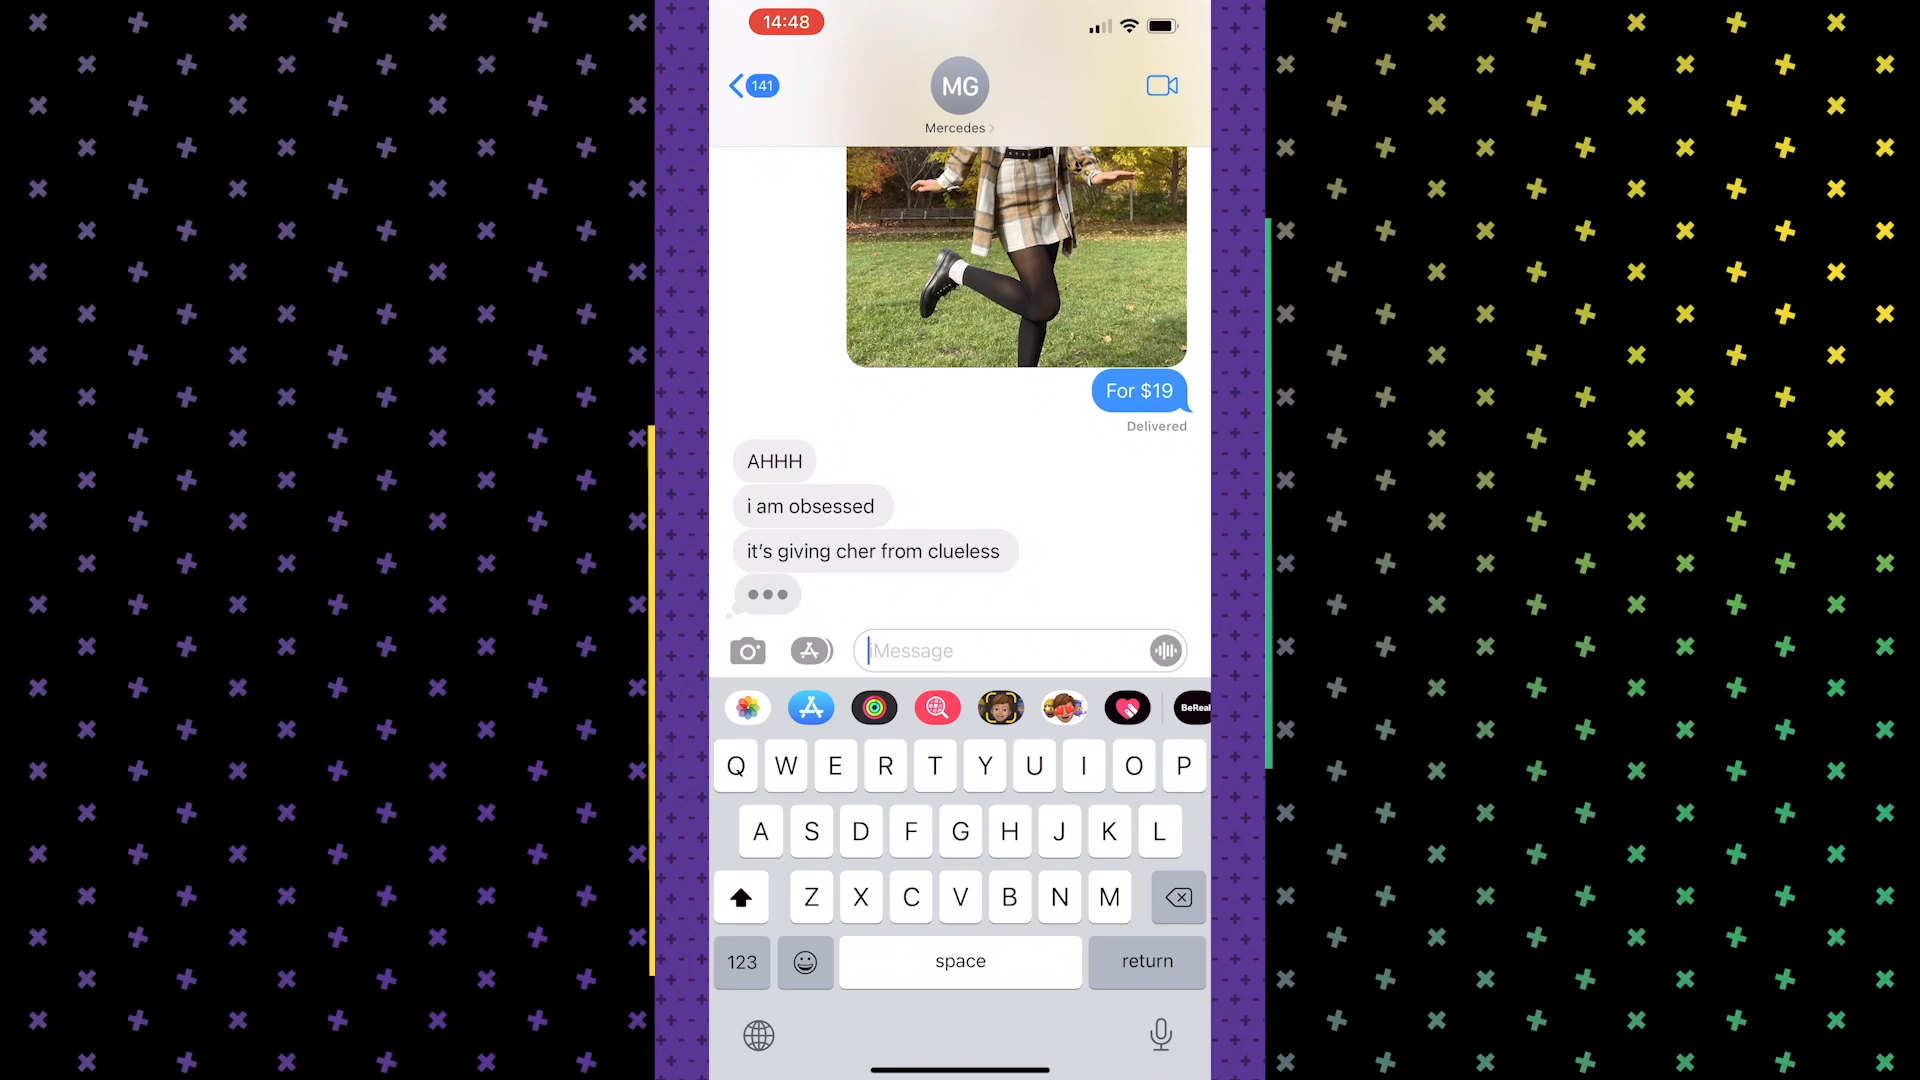 14:48
141
MG
Mercedes
For $19
Delivered
AHHH
i am obsessed
it's giving cher from clueless
iMessage
BeReal
Q W E R T Y U I O P
A S D F G H J K L
Z X C V B N M
123 space return